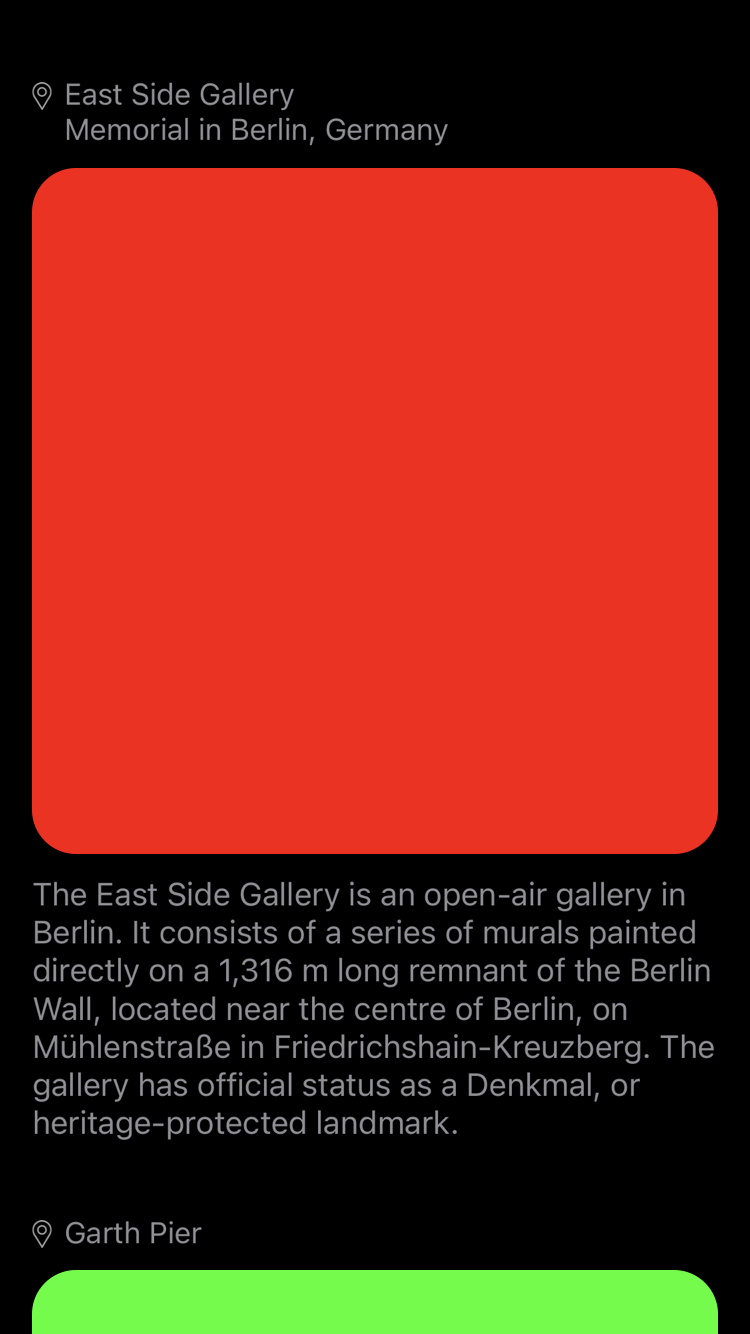 East Side Gallery
Memorial in Berlin, Germany
The East Side Gallery is an open-air gallery in
Berlin. It consists of a series of murals painted
directly on a 1,316 m long remnant of the Berlin
Wall, located near the centre of Berlin, on
Mühlenstraße in Friedrichshain-Kreuzberg. The
gallery has official status as a Denkmal, or
heritage-protected landmark.
Garth Pier